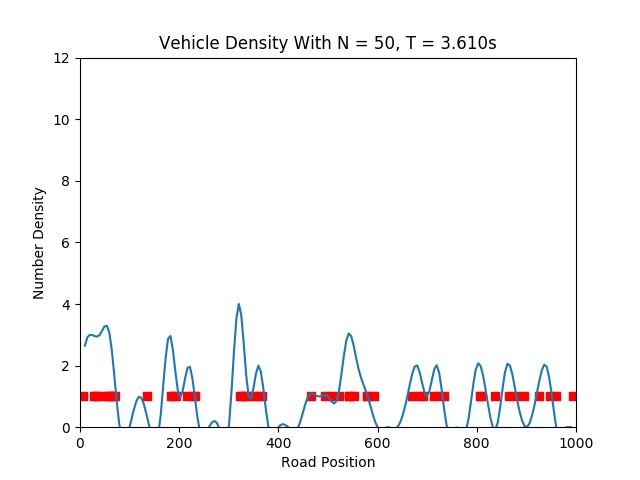 Vehicle Density With N = 50, T = 3.610s
12
10
8
6
4
2
0
Number Density
0 200 400 600 800 1000
Road Position